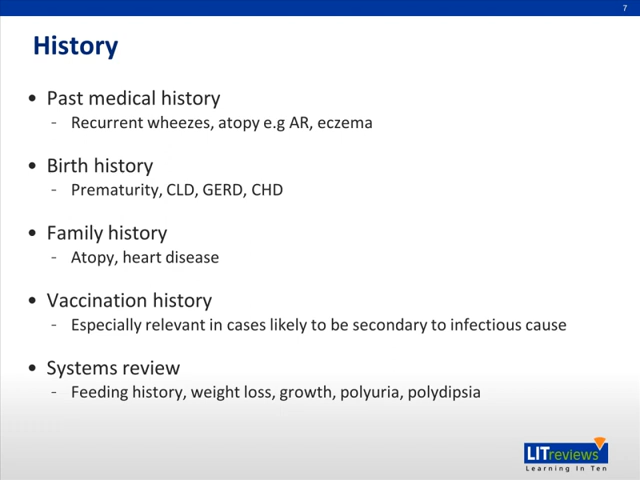 7
History
• Past medical history
- Recurrent wheezes, atopy e.g AR, eczema
• Birth history
- Prematurity, CLD, GERD, CHD
• Family history
- Atopy, heart disease
• Vaccination history
- Especially relevant in cases likely to be secondary to infectious cause
• Systems review
- Feeding history, weight loss, growth, polyuria, polydipsia
LITreviews
Learning In Ten